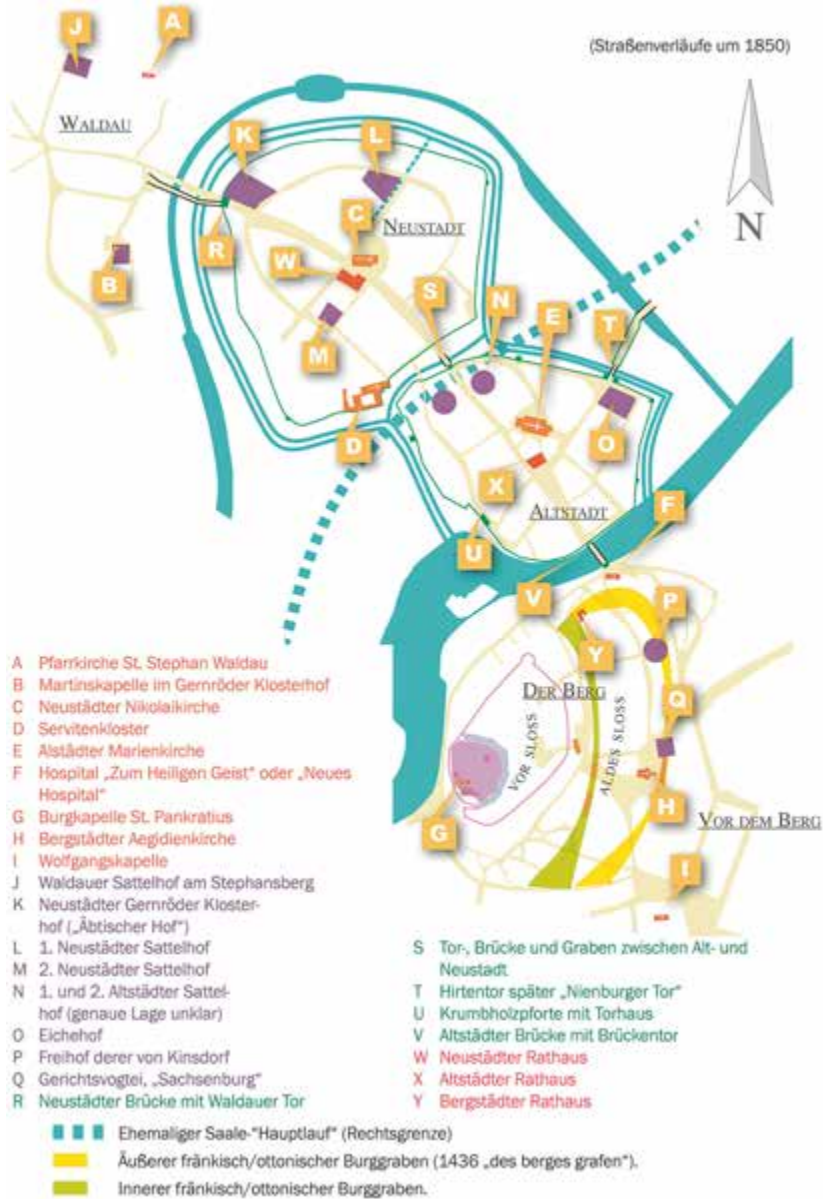 J
A
(Straßenverläufe um 1850)
WALDAU
K
L
C
NEUSTADT
N
R
W
B
S
N
E
T
M
D
O
X
ALTSTADT
F
U
V
P
Y
DER BERG
Q
VOR SLOSS
ALDES SLOSS
H
VOR DEM BERG
G
I
A Pfarrkirche St. Stephan Waldau
B Martinskapelle im Gernröder Klosterhof
C Neustädter Nikolaikirche
D Servitenkloster
E Alstädter Marienkirche
F Hospital „Zum Heiligen Geist“ oder „Neues
Hospital“
G Burgkapelle St. Pankratius
H Bergstädter Aegidienkirche
I Wolfgangskapelle
J Waldauer Sattelhof am Stephansberg
K Neustädter Gernröder Kloster-
hof („Äbtischer Hof“)
L 1. Neustädter Sattelhof
M 2. Neustädter Sattelhof
N 1. und 2. Altstädter Sattel-
hof (genaue Lage unklar)
O Eichehof
P Freihof derer von Kinsdorf
Q Gerichtsvogtei, „Sachsenburg“
R Neustädter Brücke mit Waldauer Tor
S Tor-, Brücke und Graben zwischen Alt- und
Neustadt
T Hirtentor später „Nienburger Tor“
U Krumbholzpforte mit Torhaus
V Altstädter Brücke mit Brückentor
W Neustädter Rathaus
X Altstädter Rathaus
Y Bergstädter Rathaus
Ehemaliger Saale-"Hauptlauf" (Rechtsgrenze)
Äußerer fränkisch/ottonischer Burggraben (1436 „des berges grafen“).
Innerer fränkisch/ottonischer Burggraben.